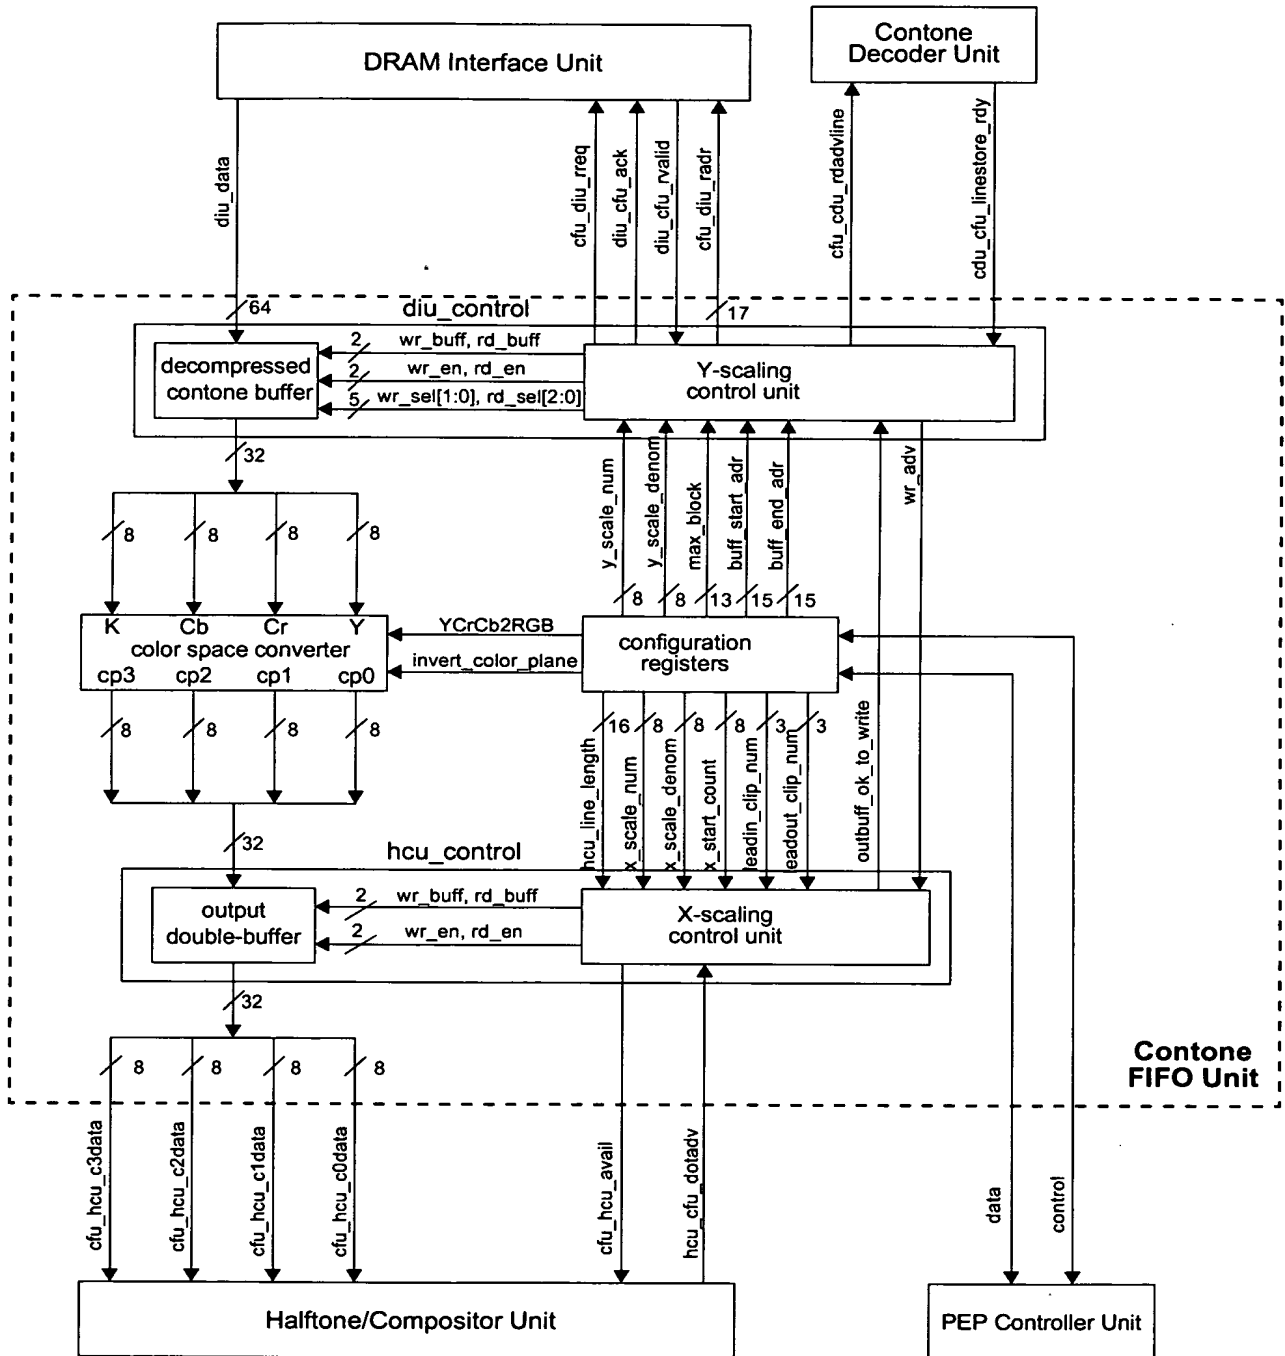 DRAM Interface Unit
Contone
Decoder Unit
diu_data
cfu_diu_rreq
diu_cfu_ack
diu_cfu_rvalid
cfu_diu_radr
cfu_cdu_rdadvline
cdu_cfu_linestore_rdy
64
diu_control
17
decompressed
contone buffer
2
wr_buff, rd_buff
2
wr_en, rd_en
5
wr_sel[1:0], rd_sel[2:0]
Y-scaling
control unit
32
8
8
8
8
y_scale_num
y_scale_denom
max_block
buff_start_adr
buff_end_adr
wr_adv
8
8
13
15
15
K
Cb
Cr
Y
color space converter
cp3
cp2
cp1
cp0
YCrCb2RGB
invert_color_plane
configuration
registers
8
8
8
8
16
8
8
8
3
3
hcu_line_length
x_scale_num
x_scale_denom
x_start_count
leadin_clip_num
leadout_clip_num
outbuff_ok_to_write
32
hcu_control
output
double-buffer
2
wr_buff, rd_buff
2
wr_en, rd_en
X-scaling
control unit
32
8
8
8
8
Contone
FIFO Unit
cfu_hcu_c3data
cfu_hcu_c2data
cfu_hcu_c1data
cfu_hcu_c0data
cfu_hcu_avail
hcu_cfu_dotadv
data
control
Halftone/Compositor Unit
PEP Controller Unit